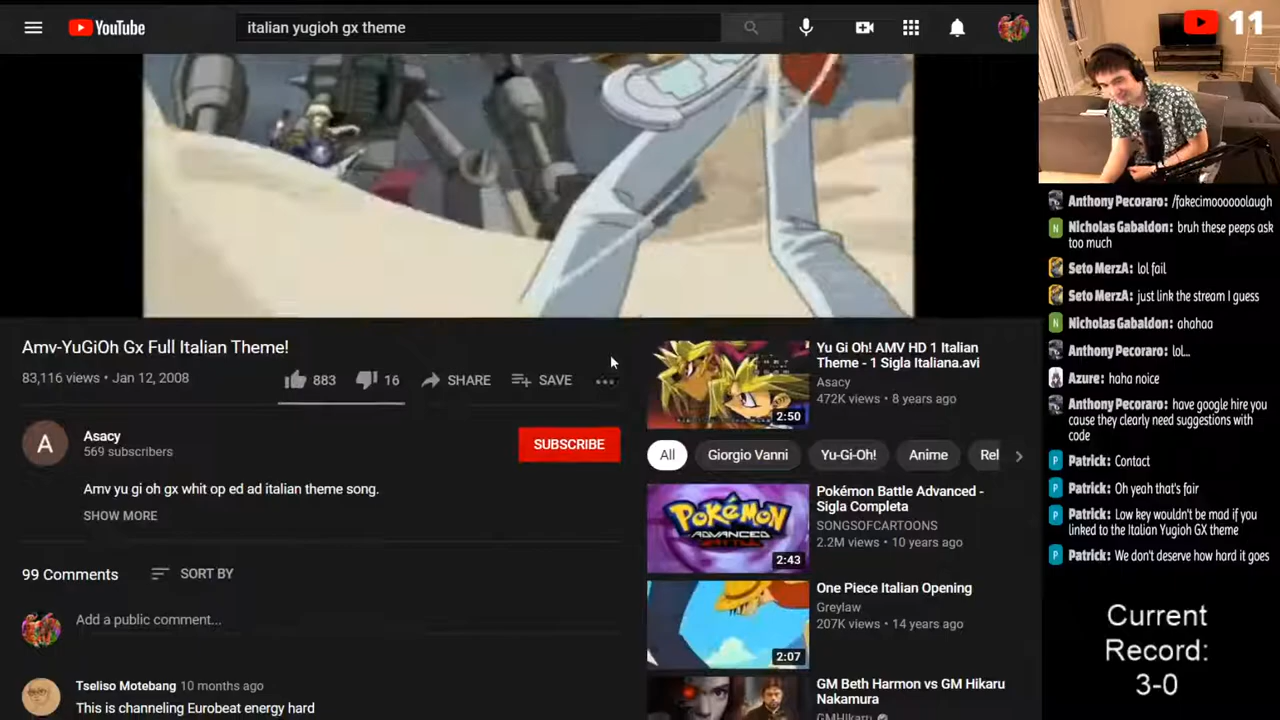 YouTube
italian yugioh gx theme
11
Amv-YuGiOh Gx Full Italian Theme!
83,116 views • Jan 12, 2008
883
16
SHARE
SAVE
A
Asacy
569 subscribers
SUBSCRIBE
Amv yu gi oh gx whit op ed ad italian theme song.
SHOW MORE
99 Comments
SORT BY
Add a public comment...
Tseliso Motebang 10 months ago
This is channeling Eurobeat energy hard
Yu Gi Oh! AMV HD 1 Italian
Theme - 1 Sigla Italiana.avi
Asacy
472K views • 8 years ago
2:50
All
Giorgio Vanni
Yu-Gi-Oh!
Anime
Rel
POKéMON
ADVANCED
BATTLE
2:43
Pokémon Battle Advanced -
Sigla Completa
SONGSOFCARTOONS
2.2M views • 10 years ago
2:07
One Piece Italian Opening
Greylaw
207K views • 14 years ago
GM Beth Harmon vs GM Hikaru
Nakamura
GMHikaru
Anthony Pecoraro: /fakecimoooooolaugh
N
Nicholas Gabaldon: bruh these peeps ask
too much
Seto MerzA: lol fail
Seto MerzA: just link the stream I guess
N
Nicholas Gabaldon: ahahaa
Anthony Pecoraro: lol...
Azure: haha noice
Anthony Pecoraro: have google hire you
cause they clearly need suggestions with
code
P
Patrick: Contact
P
Patrick: Oh yeah that's fair
P
Patrick: Low key wouldn't be mad if you
linked to the Italian Yugioh GX theme
P
Patrick: We don't deserve how hard it goes
Current
Record:
3-0